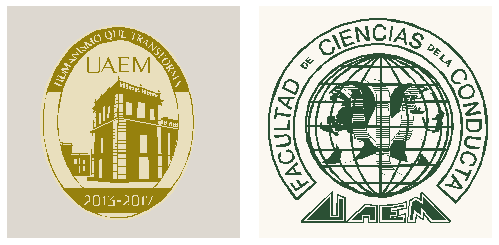 HUMANISMO QUE TRANSFORMA
UAEM
2013-2017
FACULTAD DE CIENCIAS DE LA CONDUCTA
UAEM